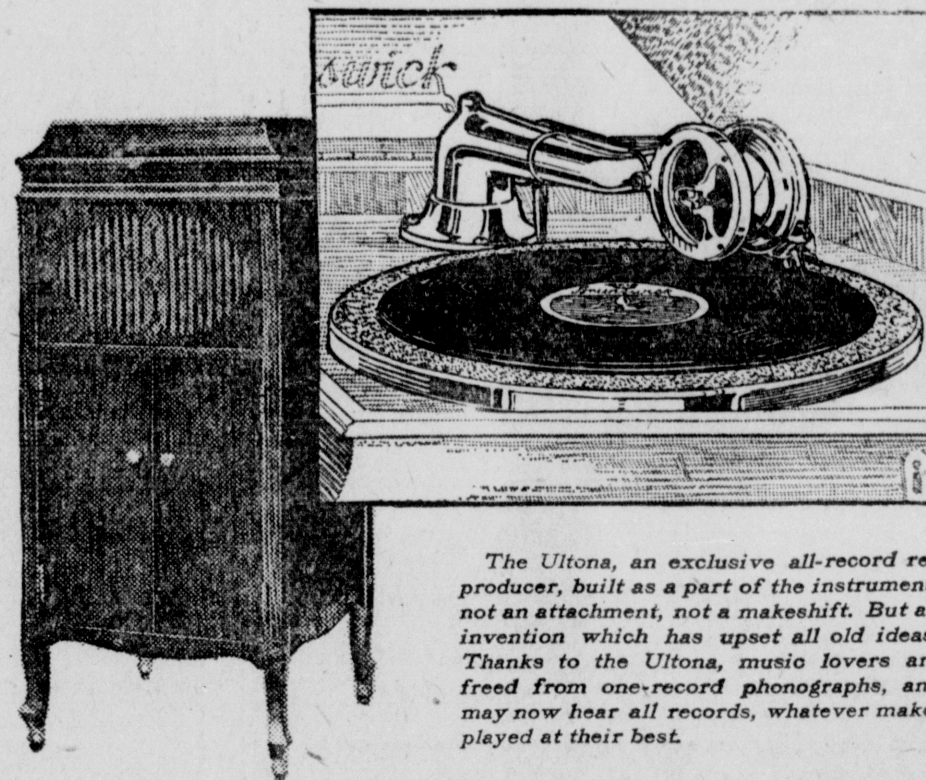 swick
The Ultona, an exclusive all-record re
producer, built as a part of the instrumen
not an attachment, not a makeshift. But a
invention which has upset all old ideas
Thanks to the Ultona, music lovers ar
freed from one-record phonographs, an
may now hear all records, whatever make
played at their best.